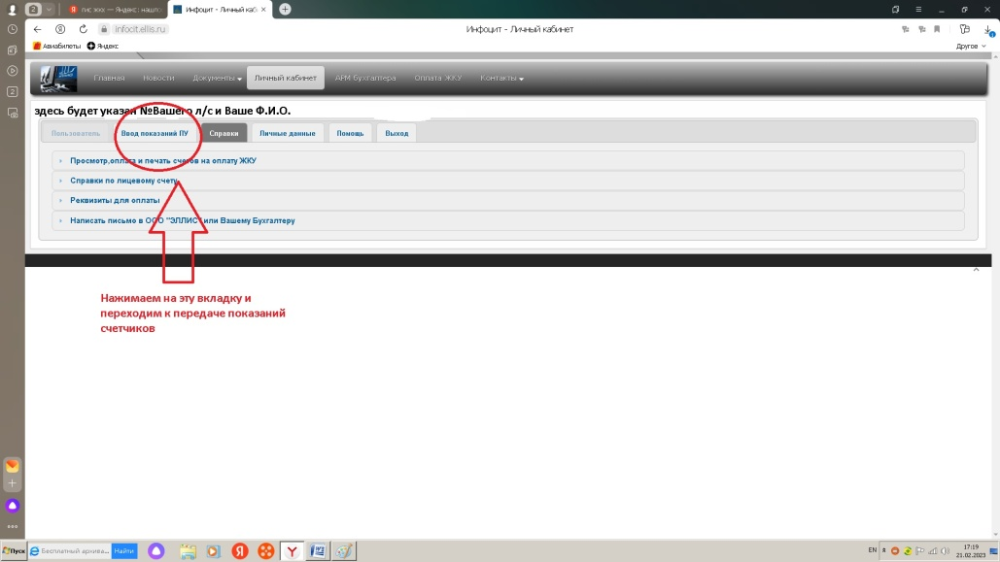 2
гис жкх — Яндекс: нашло
Инфоцит - Личный каб
infocit.ellis.ru
Инфоцит - Личный кабинет
Авиабилеты
Яндекс
Другое
Главная
Новости
Документы
Личный кабинет
АРМ бухгалтера
Оплата ЖКУ
Контакты
здесь будет указан №Вашего л/с и Ваше Ф.И.О.
Пользователь
Ввод показаний ПУ
Справки
Личные данные
Помощь
Выход
Просмотр,оплата и печать счетов на оплату ЖКУ
Справки по лицевому счету
Реквизиты для оплаты
Написать письмо в ООО "ЭЛЛИС" или Вашему Бухгалтеру
Нажимаем на эту вкладку и
переходим к передаче показаний
счетчиков
2
Пуск
Бесплатный архива...
Найти
EN
17:19
21.02.2023